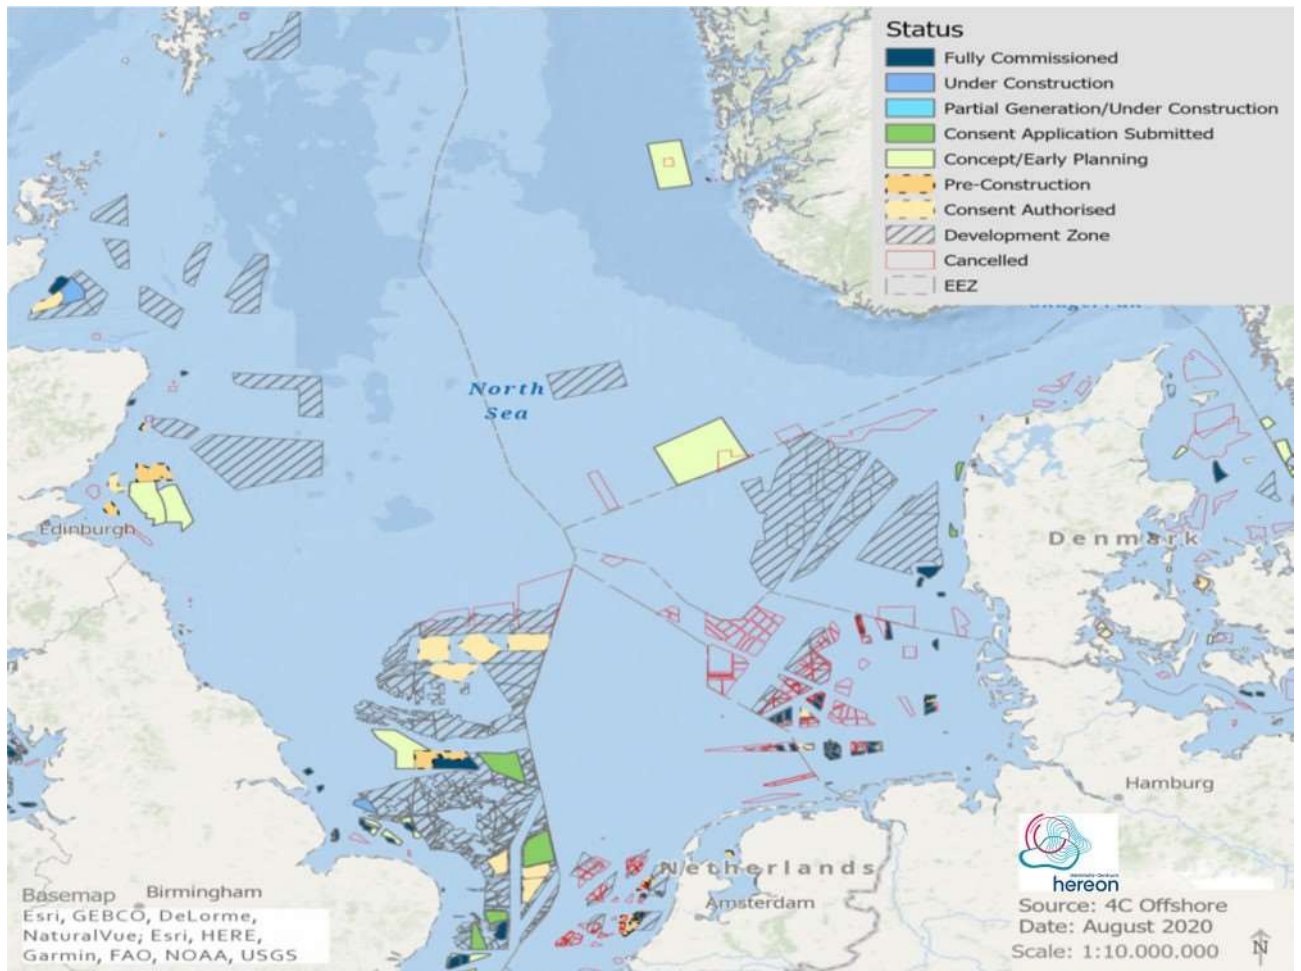 Status
Fully Commissioned
Under Construction
Partial Generation/Under Construction
Consent Application Submitted
Concept/Early Planning
Pre-Construction
Consent Authorised
Development Zone
Cancelled
EEZ
North
Sea
Edinburgh
Denmark
Hamburg
Netherlands
Amsterdam
Birmingham
Basemap
Esri, GEBCO, DeLorme,
NaturalVue; Esri, HERE,
Garmin, FAO, NOAA, USGS
hereon
Source: 4C Offshore
Date: August 2020
Scale: 1:10.000.000
N